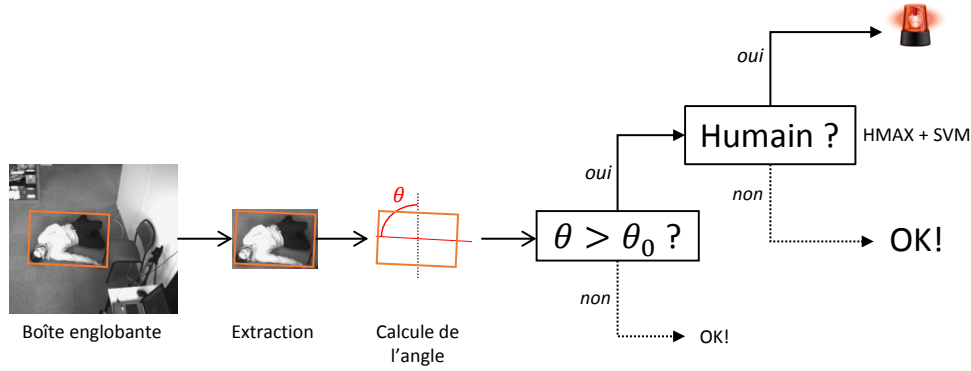 Boîte englobante
Extraction
θ
Calcule de
l'angle
θ > θ₀ ?
oui
non
OK!
Humain ?
HMAX + SVM
oui
non
OK!